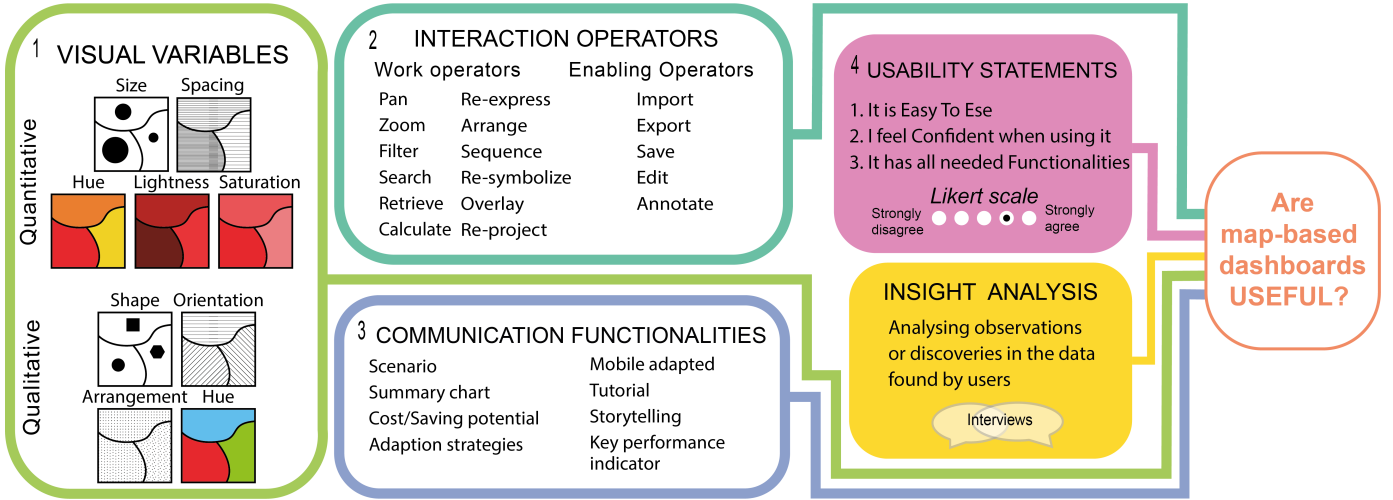 1
VISUAL VARIABLES
Quantitative
Size
Spacing
Hue
Lightness
Saturation
Qualitative
Shape
Orientation
Arrangement
Hue
2
INTERACTION OPERATORS
Work operators
Pan
Zoom
Filter
Search
Retrieve
Calculate
Re-express
Arrange
Sequence
Re-symbolize
Overlay
Re-project
Enabling Operators
Import
Export
Save
Edit
Annotate
3
COMMUNICATION FUNCTIONALITIES
Scenario
Summary chart
Cost/Saving potential
Adaption strategies
Mobile adapted
Tutorial
Storytelling
Key performance
indicator
4
USABILITY STATEMENTS
1. It is Easy To Ese
2. I feel Confident when using it
3. It has all needed Functionalities
Likert scale
Strongly
disagree
Strongly
agree
INSIGHT ANALYSIS
Analysing observations
or discoveries in the data
found by users
Interviews
Are
map-based
dashboards
USEFUL?